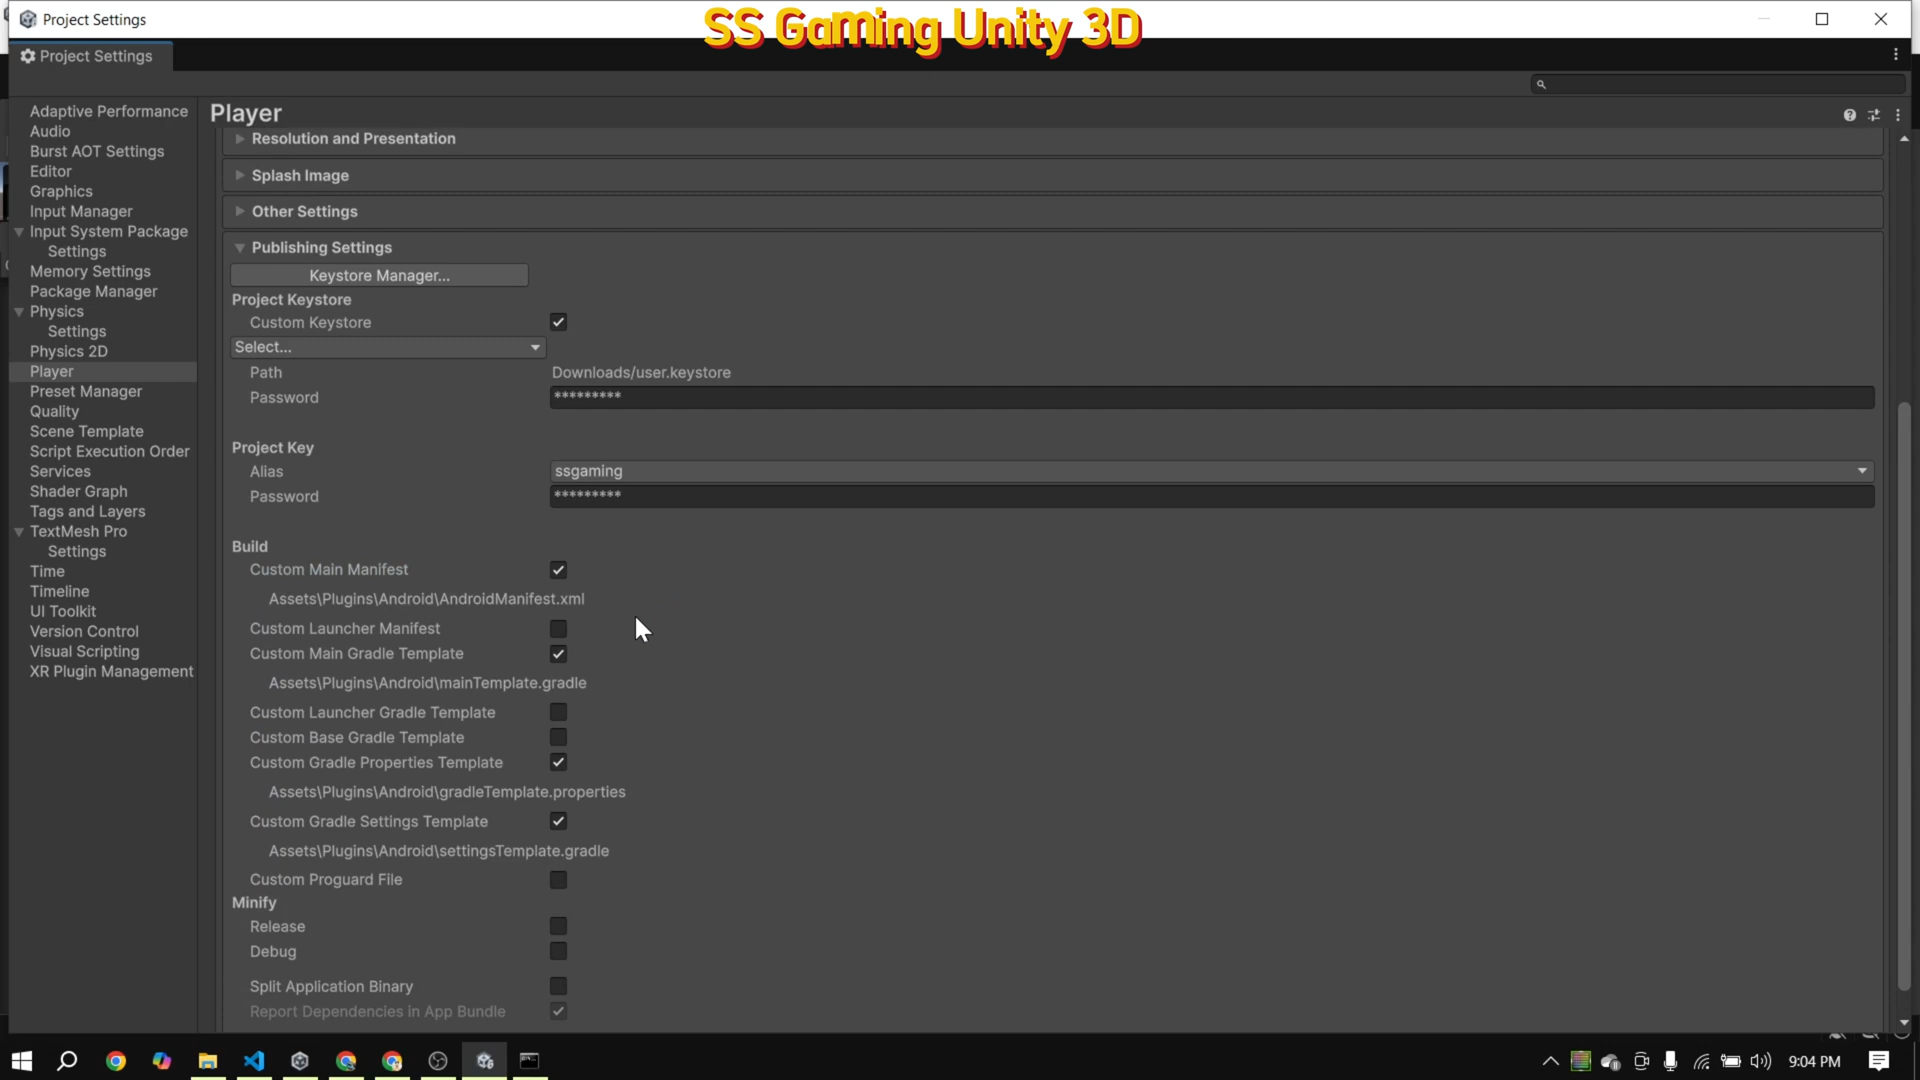 Project Settings
SS Gaming Unity 3D
Project Settings
Adaptive Performance
Audio
Burst AOT Settings
Editor
Graphics
Input Manager
Input System Package
Settings
Memory Settings
Package Manager
Physics
Settings
Physics 2D
Player
Preset Manager
Quality
Scene Template
Script Execution Order
Services
Shader Graph
Tags and Layers
TextMesh Pro
Settings
Time
Timeline
UI Toolkit
Version Control
Visual Scripting
XR Plugin Management
Player
Resolution and Presentation
Splash Image
Other Settings
Publishing Settings
Keystore Manager...
Project Keystore
Custom Keystore
Select...
Path Downloads/user.keystore
Password *********
Project Key
Alias ssgaming
Password *********
Build
Custom Main Manifest
Assets\Plugins\Android\AndroidManifest.xml
Custom Launcher Manifest
Custom Main Gradle Template
Assets\Plugins\Android\mainTemplate.gradle
Custom Launcher Gradle Template
Custom Base Gradle Template
Custom Gradle Properties Template
Assets\Plugins\Android\gradleTemplate.properties
Custom Gradle Settings Template
Assets\Plugins\Android\settingsTemplate.gradle
Custom Proguard File
Minify
Release
Debug
Split Application Binary
Report Dependencies in App Bundle
9:04 PM